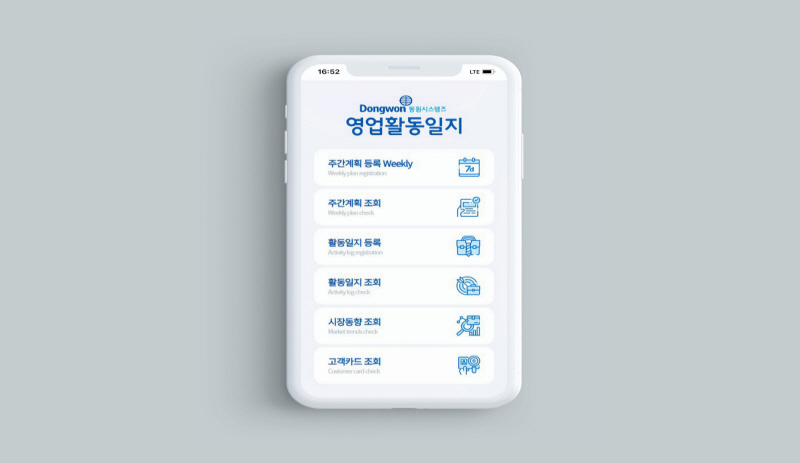 16:52
LTE
Dongwon 동원시스템즈
영업활동일지
주간계획 등록 Weekly
Weekly plan registration
7d
주간계획 조회
Weekly plan check
활동일지 등록
Activity log registration
활동일지 조회
Activity log check
시장동향 조회
Market trends check
고객카드 조회
Customer card check